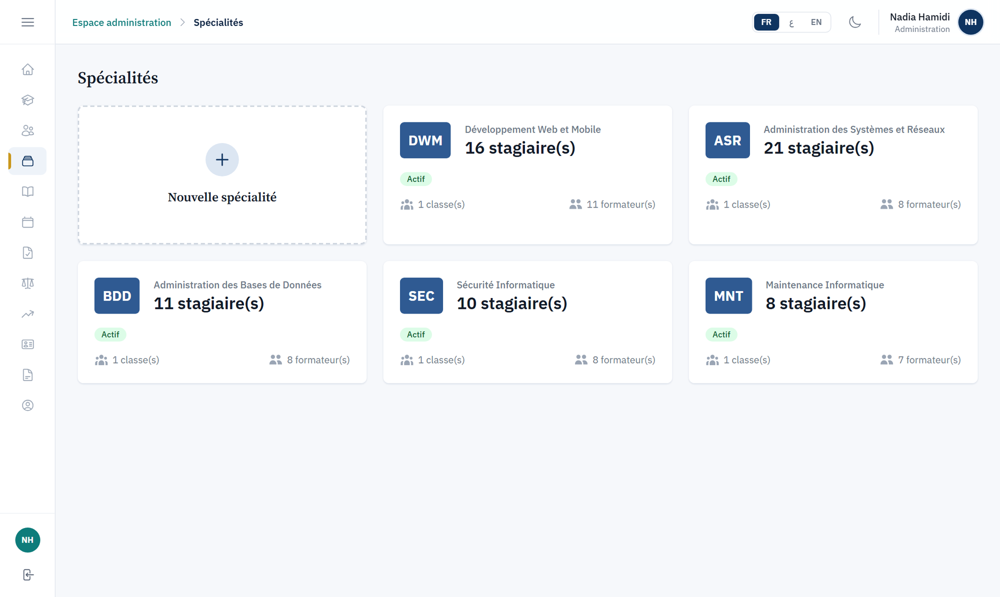 Espace administration > Spécialités
FR ع EN
Nadia Hamidi
Administration
NH
Spécialités
Nouvelle spécialité
DWM
Développement Web et Mobile
16 stagiaire(s)
Actif
1 classe(s)
11 formateur(s)
ASR
Administration des Systèmes et Réseaux
21 stagiaire(s)
Actif
1 classe(s)
8 formateur(s)
BDD
Administration des Bases de Données
11 stagiaire(s)
Actif
1 classe(s)
8 formateur(s)
SEC
Sécurité Informatique
10 stagiaire(s)
Actif
1 classe(s)
8 formateur(s)
MNT
Maintenance Informatique
8 stagiaire(s)
Actif
1 classe(s)
7 formateur(s)
NH